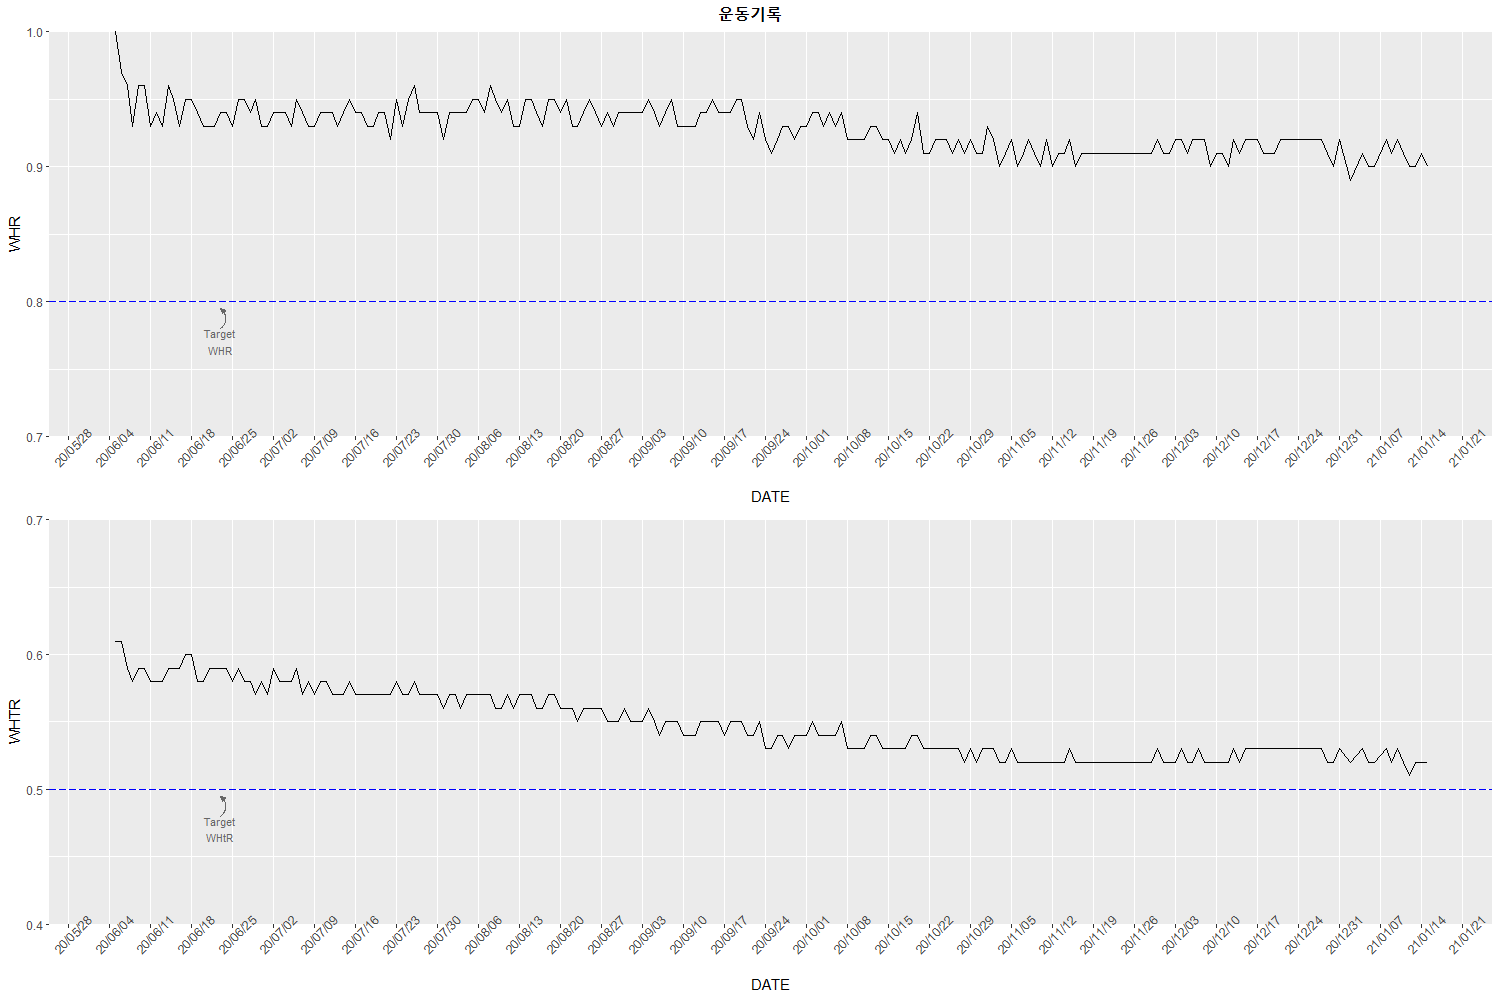 운동기록
1.0
0.9
0.8
0.7
WHR
Target
WHR
20/05/28 20/06/04 20/06/11 20/06/18 20/06/25 20/07/02 20/07/09 20/07/16 20/07/23 20/07/30 20/08/06 20/08/13 20/08/20 20/08/27 20/09/03 20/09/10 20/09/17 20/09/24 20/10/01 20/10/08 20/10/15 20/10/22 20/10/29 20/11/05 20/11/12 20/11/19 20/11/26 20/12/03 20/12/10 20/12/17 20/12/24 20/12/31 21/01/07 21/01/14 21/01/21
DATE
0.7
0.6
0.5
0.4
WHTR
Target
WHtR
20/05/28 20/06/04 20/06/11 20/06/18 20/06/25 20/07/02 20/07/09 20/07/16 20/07/23 20/07/30 20/08/06 20/08/13 20/08/20 20/08/27 20/09/03 20/09/10 20/09/17 20/09/24 20/10/01 20/10/08 20/10/15 20/10/22 20/10/29 20/11/05 20/11/12 20/11/19 20/11/26 20/12/03 20/12/10 20/12/17 20/12/24 20/12/31 21/01/07 21/01/14 21/01/21
DATE